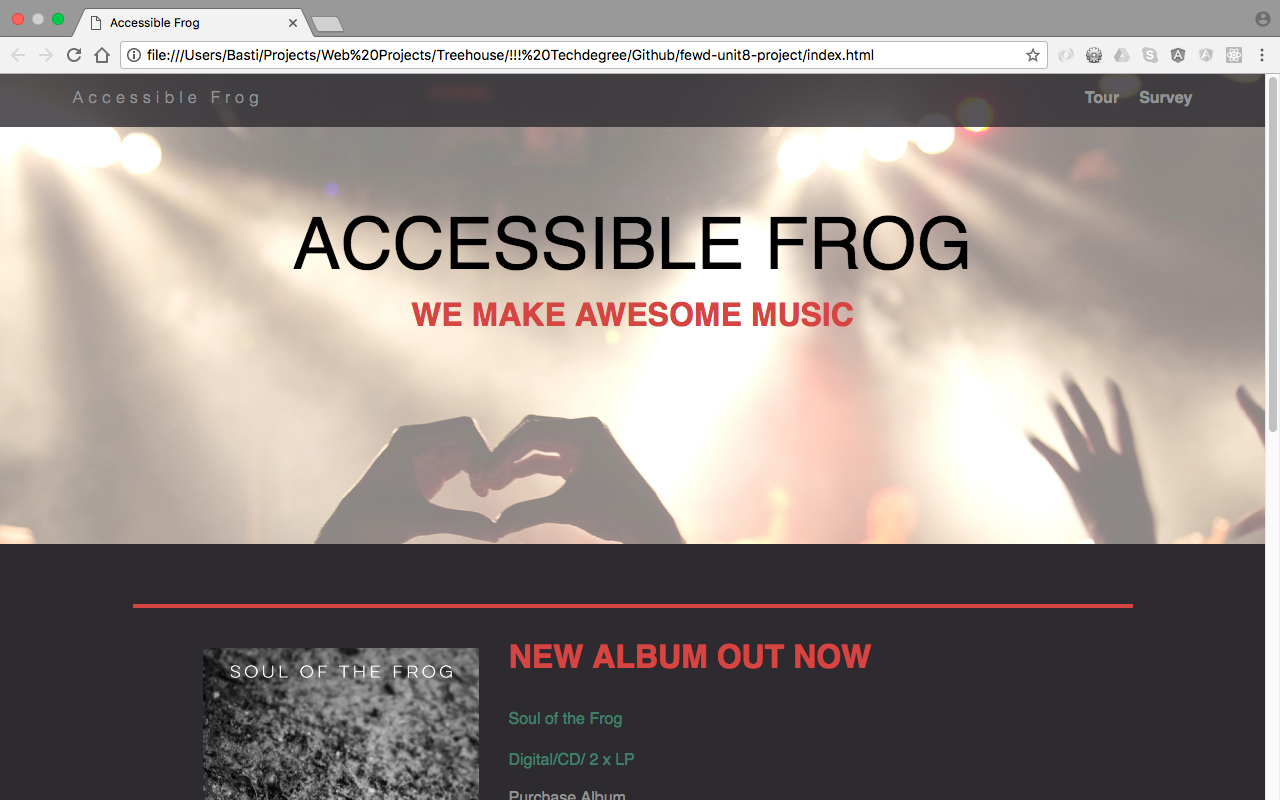 Accessible Frog
file:///Users/Basti/Projects/Web%20Projects/Treehouse/!!!%20Techdegree/Github/fewd-unit8-project/index.html
Accessible Frog
Tour Survey
ACCESSIBLE FROG
WE MAKE AWESOME MUSIC
SOUL OF THE FROG
NEW ALBUM OUT NOW
Soul of the Frog
Digital/CD/ 2 x LP
Purchase Album